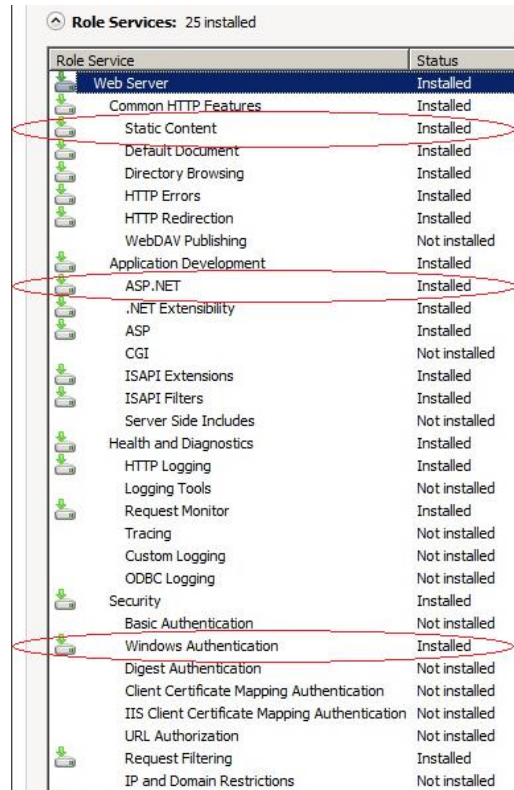 Role Services: 25 installed
Role Service Status
Web Server Installed
Common HTTP Features Installed
Static Content Installed
Default Document Installed
Directory Browsing Installed
HTTP Errors Installed
HTTP Redirection Installed
WebDAV Publishing Not installed
Application Development Installed
ASP.NET Installed
.NET Extensibility Installed
ASP Installed
CGI Not installed
ISAPI Extensions Installed
ISAPI Filters Installed
Server Side Includes Not installed
Health and Diagnostics Installed
HTTP Logging Installed
Logging Tools Not installed
Request Monitor Installed
Tracing Not installed
Custom Logging Not installed
ODBC Logging Not installed
Security Installed
Basic Authentication Not installed
Windows Authentication Installed
Digest Authentication Not installed
Client Certificate Mapping Authentication Not installed
IIS Client Certificate Mapping Authentication Not installed
URL Authorization Not installed
Request Filtering Installed
IP and Domain Restrictions Not installed